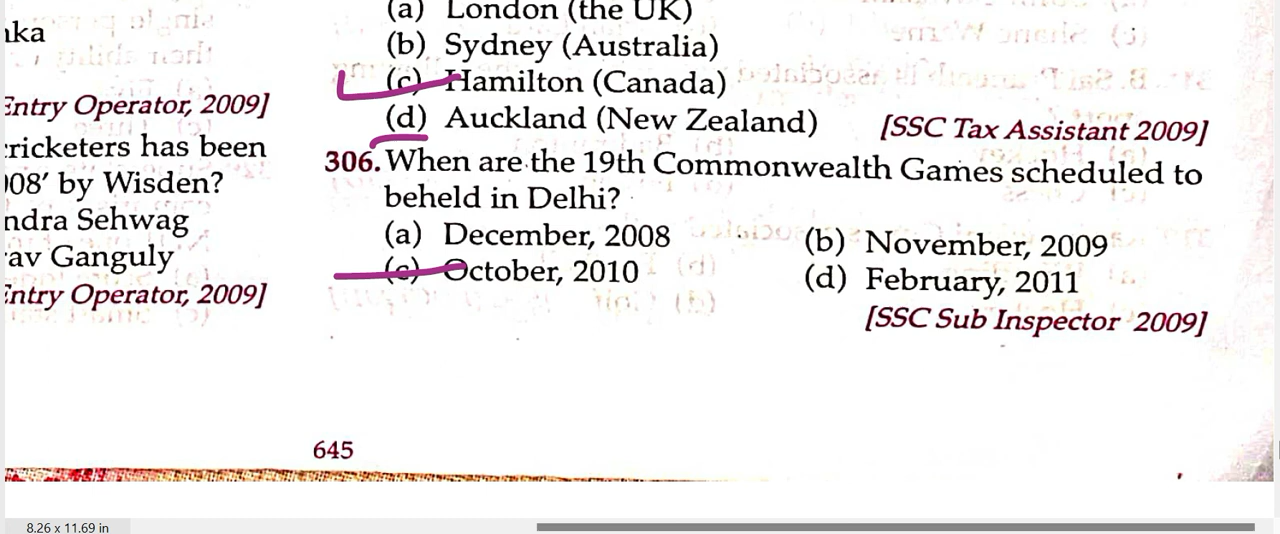 ka
Entry Operator, 2009]
ricketers has been
08' by Wisden?
ndra Sehwag
av Ganguly
Entry Operator, 2009]
(a) London (the UK)
(b) Sydney (Australia)
(c) Hamilton (Canada)
(d) Auckland (New Zealand) [SSC Tax Assistant 2009]
306. When are the 19th Commonwealth Games scheduled to
beheld in Delhi?
(a) December, 2008 (b) November, 2009
(c) October, 2010 (d) February, 2011
[SSC Sub Inspector 2009]
645
8.26 x 11.69 in